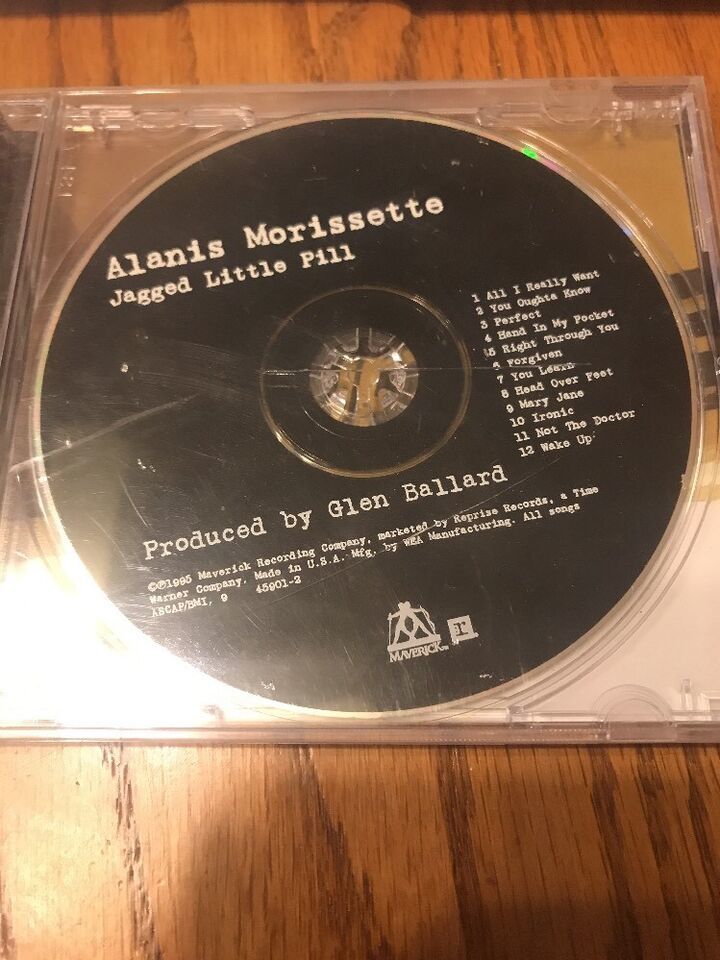 Alanis Morissette
Jagged Little Pill
1 All I Really Want
2 You Oughta Know
3 Perfect
4 Hand In My Pocket
5 Right Through You
6 Forgiven
7 You Learn
8 Head Over Feet
9 Mary Jane
10 Ironic
11 Not The Doctor
12 Wake Up
Produced by Glen Ballard
©℗1995 Maverick Recording Company, marketed by Reprise Records, a Time
Warner Company. Made in U.S.A. Mfg. by WEA Manufacturing. All songs
ASCAP/BMI, 9 45901-2
MAVERICK